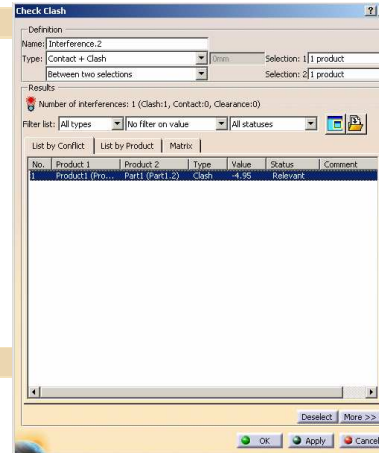 Check Clash
Definition
Name: Interference.2
Type: Contact + Clash 0mm Selection: 1 1 product
Between two selections Selection: 2 1 product
Results
Number of interferences: 1 (Clash:1, Contact:0, Clearance:0)
Filter list: All types No filter on value All statuses
List by Conflict List by Product Matrix
No. Product 1 Product 2 Type Value Status Comment
1 Product1 (Pro... Part1 (Part1.2) Clash -4.95 Relevant
Deselect More >>
OK Apply Cancel